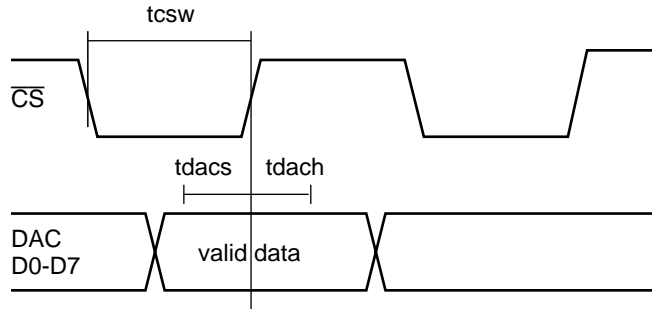 tcsw
CS
tdacs tdach
DAC
D0-D7
valid data